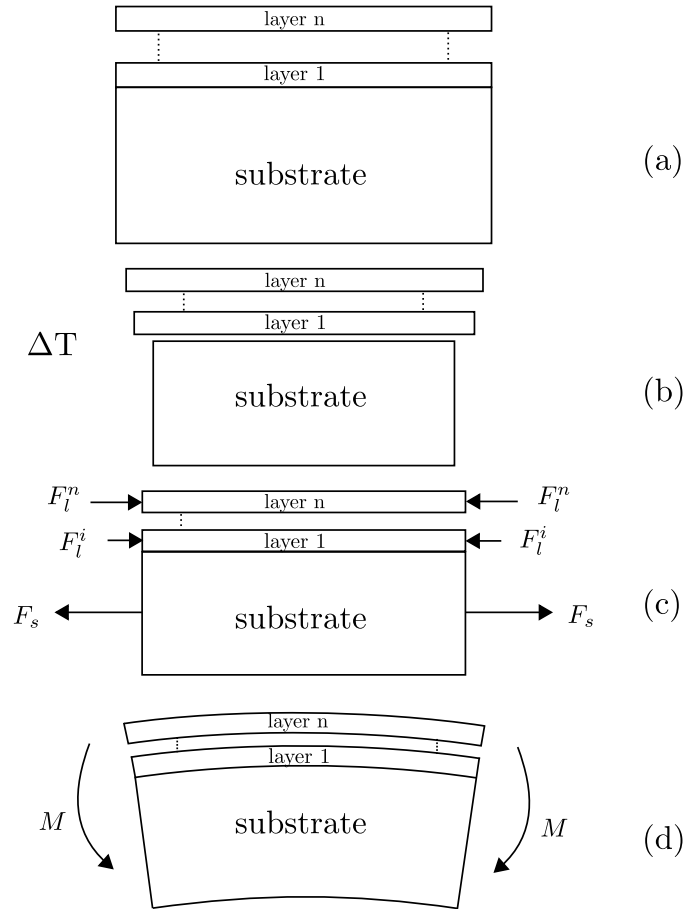 layer n
layer 1
substrate
(a)
layer n
layer 1
ΔT
substrate
(b)
F_l^n layer n F_l^n
F_l^i layer 1 F_l^i
F_s substrate F_s
(c)
layer n
layer 1
M substrate M
(d)